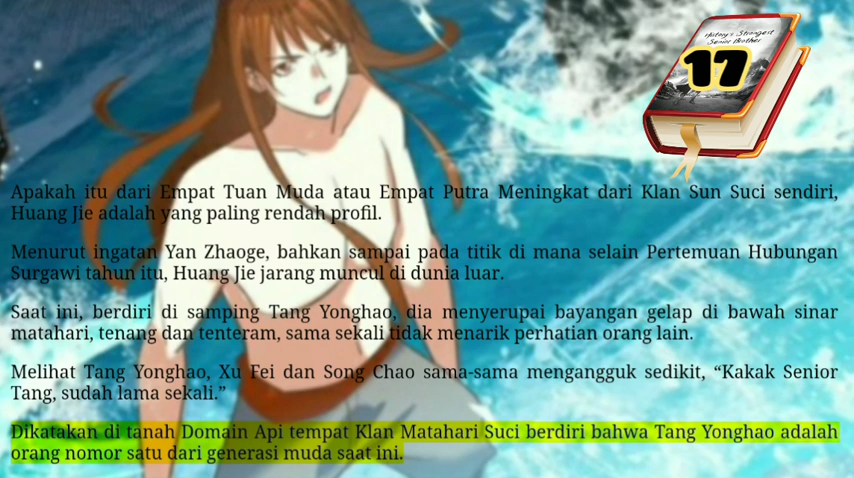 History's Strongest
Senior Brother
17
Apakah itu dari Empat Tuan Muda atau Empat Putra Meningkat dari Klan Sun Suci sendiri,
Huang Jie adalah yang paling rendah profil.
Menurut ingatan Yan Zhaoge, bahkan sampai pada titik di mana selain Pertemuan Hubungan
Surgawi tahun itu, Huang Jie jarang muncul di dunia luar.
Saat ini, berdiri di samping Tang Yonghao, dia menyerupai bayangan gelap di bawah sinar
matahari, tenang dan tenteram, sama sekali tidak menarik perhatian orang lain.
Melihat Tang Yonghao, Xu Fei dan Song Chao sama-sama mengangguk sedikit, “Kakak Senior
Tang, sudah lama sekali.”
Dikatakan di tanah Domain Api tempat Klan Matahari Suci berdiri bahwa Tang Yonghao adalah
orang nomor satu dari generasi muda saat ini.